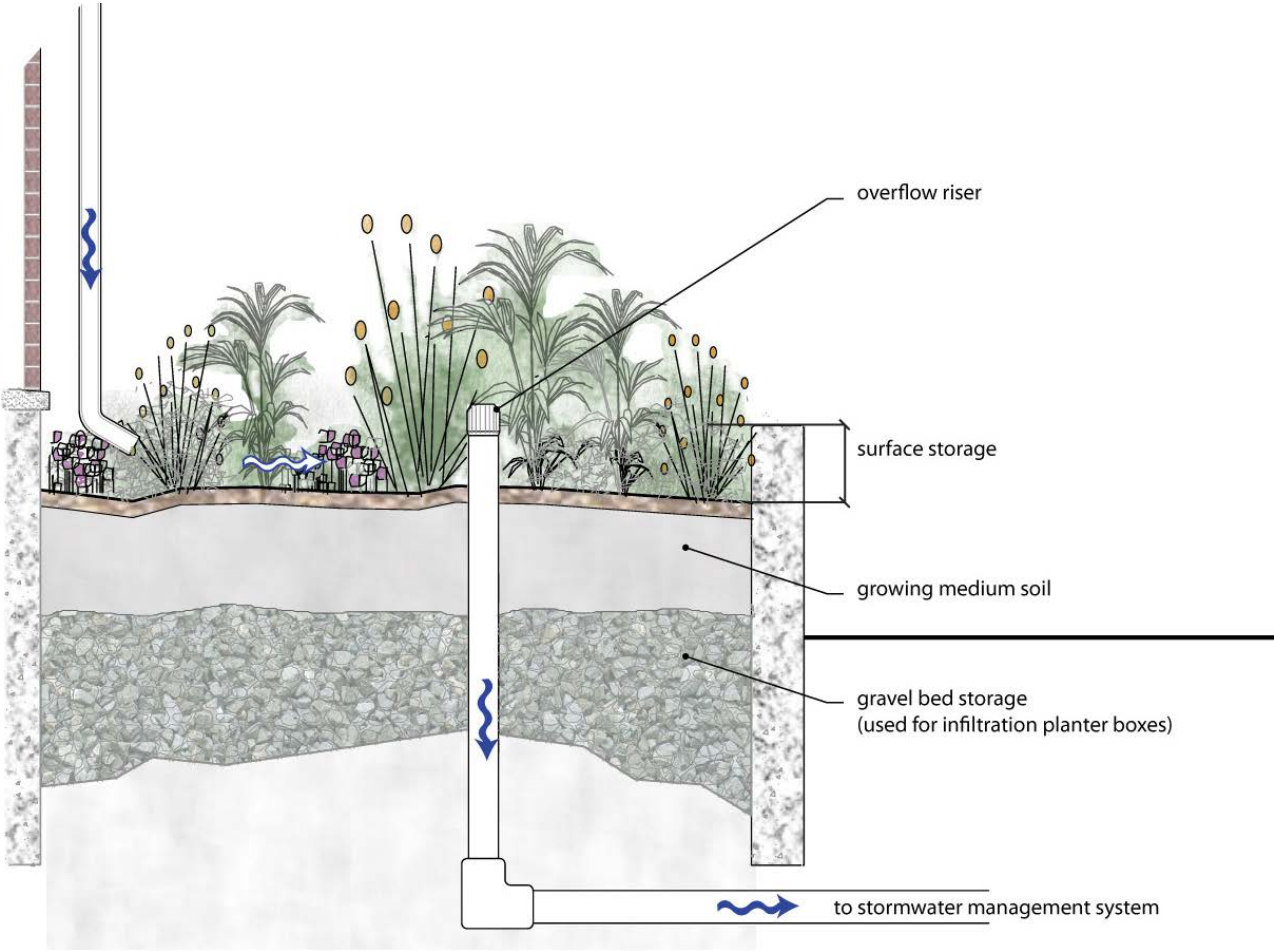 overflow riser
surface storage
growing medium soil
gravel bed storage
(used for infiltration planter boxes)
to stormwater management system